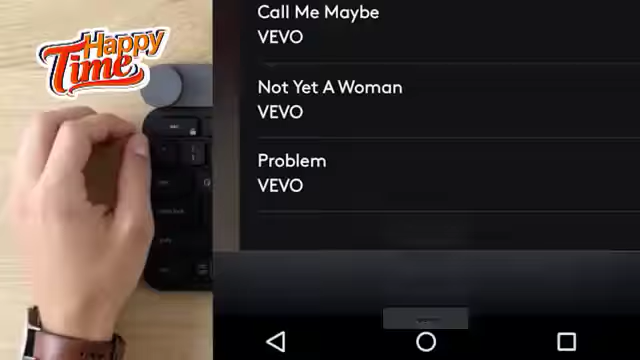 Happy
Time
Call Me Maybe
VEVO
Not Yet A Woman
VEVO
Problem
VEVO